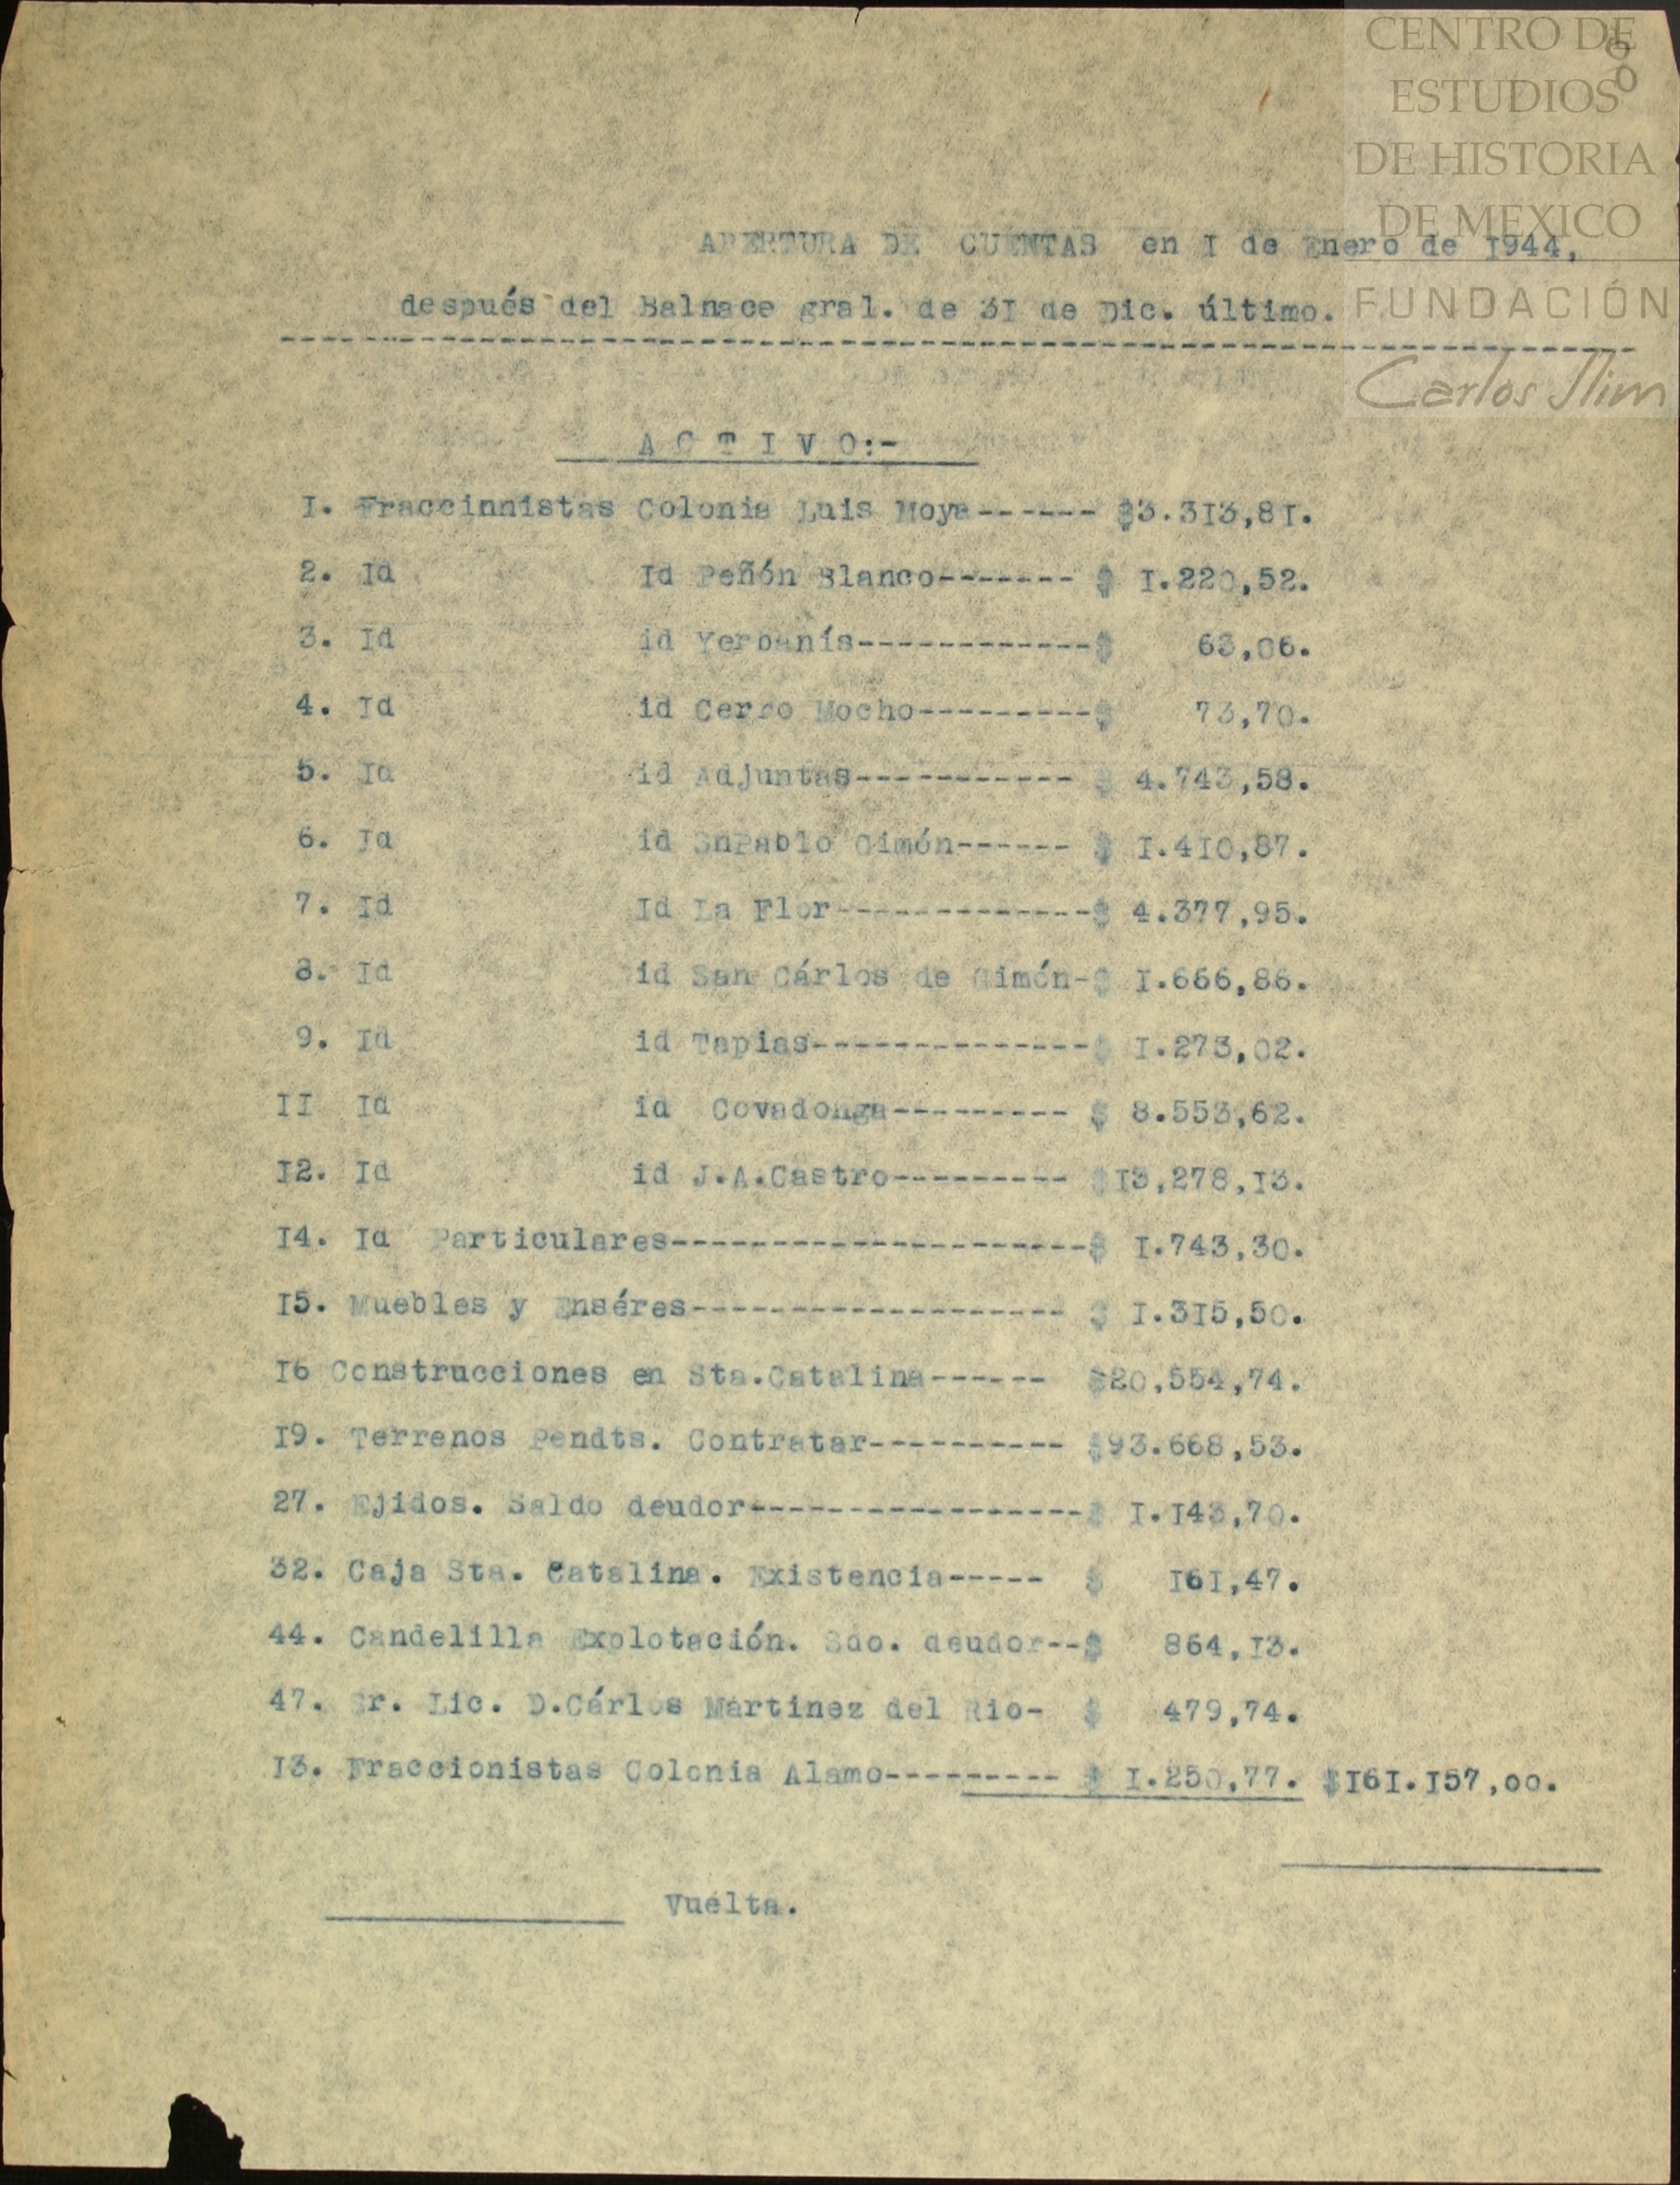 CENTRO DE
ESTUDIOS
DE HISTORIA
DE MEXICO
FUNDACIÓN
Carlos Slim
APERTURA DE CUENTAS en I de Enero de I944,
después del Balnace gral. de 3I de Dic. último.
A C T I V O:-
I. Fraccinnistas Colonia Luis Moya------ $3.3I3,8I.
2. Id Id Peñón Blanco------- $ I.220,52.
3. Id id Yerbanís-------------$ 63,06.
4. Id id Cerro Mocho----------$ 73,70.
5. Id id Adjuntas----------- $ 4.743,58.
6. Id id SnPablo Gimón------ $ I.4I0,87.
7. Id Id La Flor--------------$ 4.377,95.
8. Id id San Cárlos de Gimón-$ I.666,86.
9. Id id Tapias---------------$ I.273,02.
II Id id Covadonga--------- $ 8.553,62.
I2. Id id J.A.Castro--------- $I3,278,I3.
I4. Id Particulares----------------------$ I.743,30.
I5. Muebles y Enséres------------------- $ I.3I5,50.
I6 Construcciones en Sta.Catalina------ $20,554,74.
I9. Terrenos Pendts. Contratar---------- $93.668,53.
27. Ejidos. Saldo deudor-----------------$ I.I43,70.
32. Caja Sta. Catalina. Existencia----- $ I6I,47.
44. Candelilla Explotación. Sdo. deudor--$ 864,I3.
47. Sr. Lic. D.Cárlos Martinez del Rio- $ 479,74.
I3. Fraccionistas Colonia Alamo--------- $ I.250,77. $I6I.I57,oo.
Vuelta.